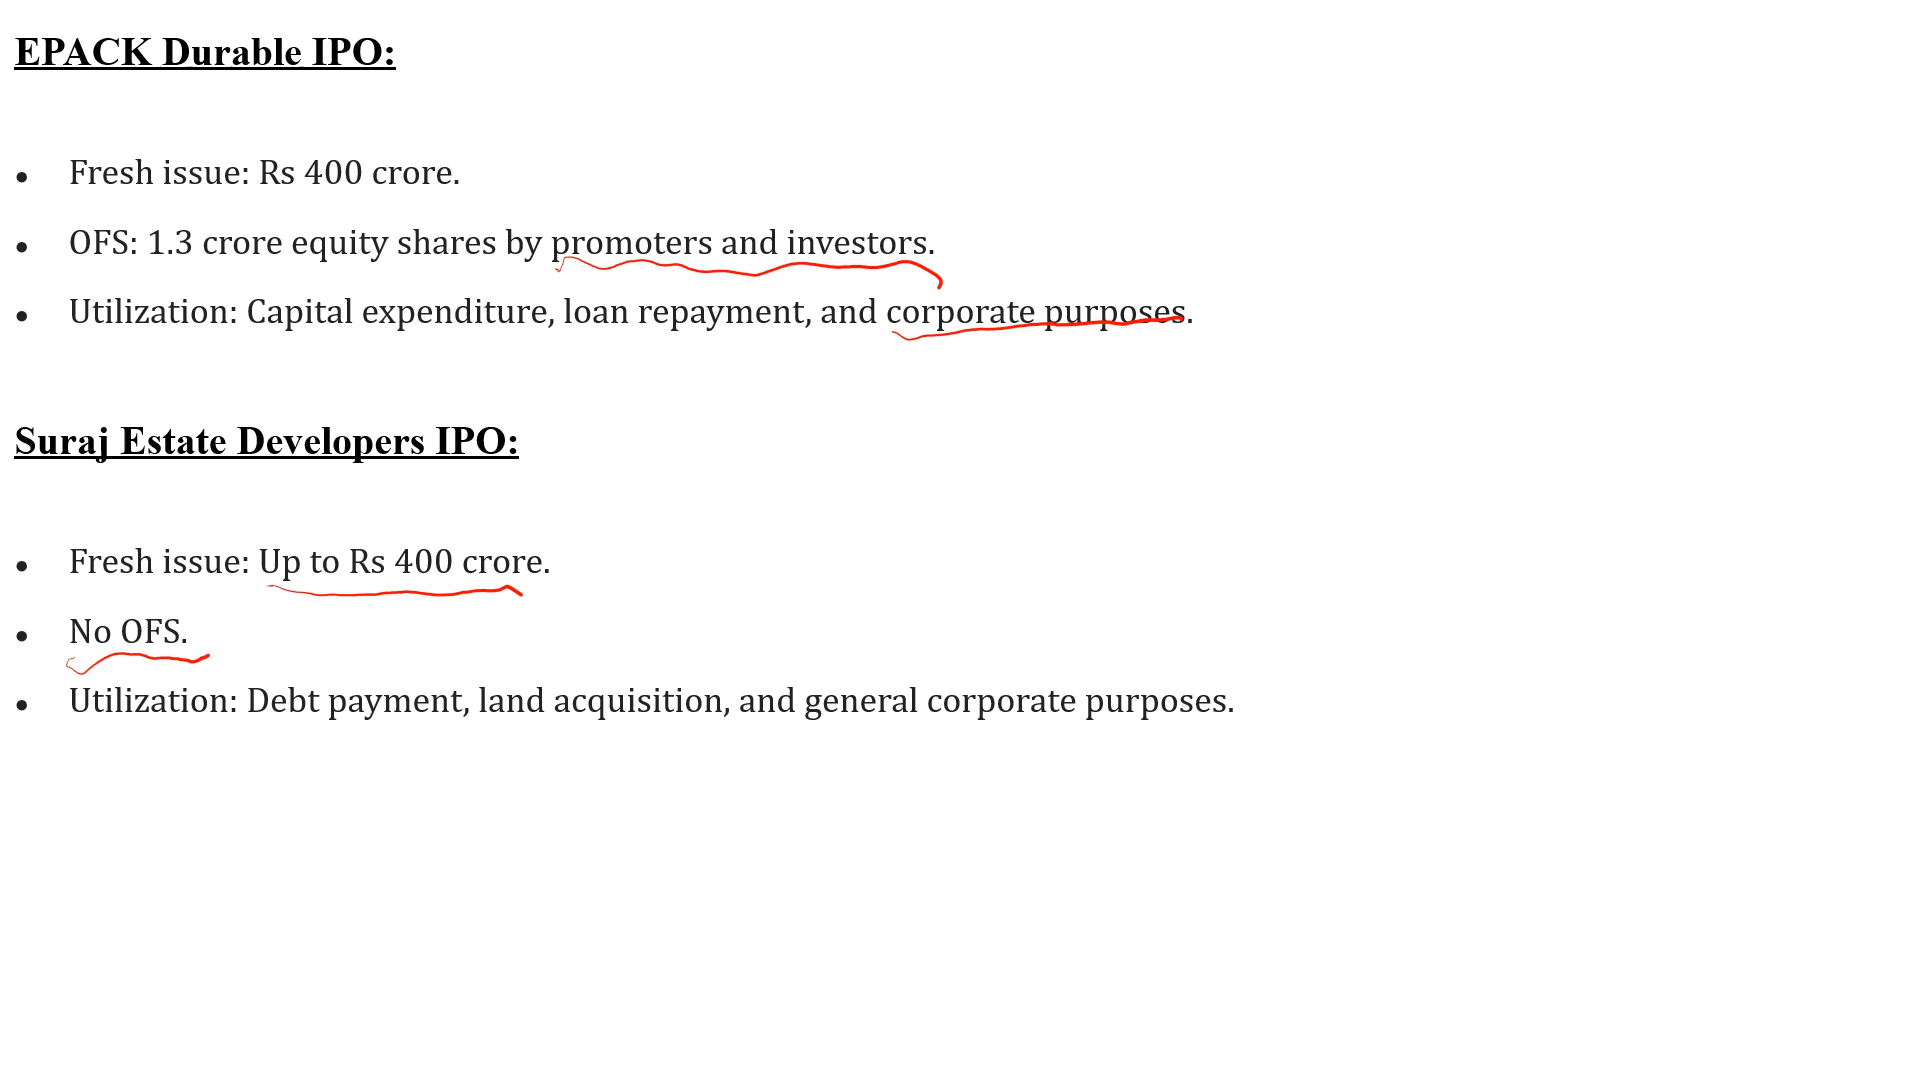 EPACK Durable IPO:
• Fresh issue: Rs 400 crore.
• OFS: 1.3 crore equity shares by promoters and investors.
• Utilization: Capital expenditure, loan repayment, and corporate purposes.
Suraj Estate Developers IPO:
• Fresh issue: Up to Rs 400 crore.
• No OFS.
• Utilization: Debt payment, land acquisition, and general corporate purposes.